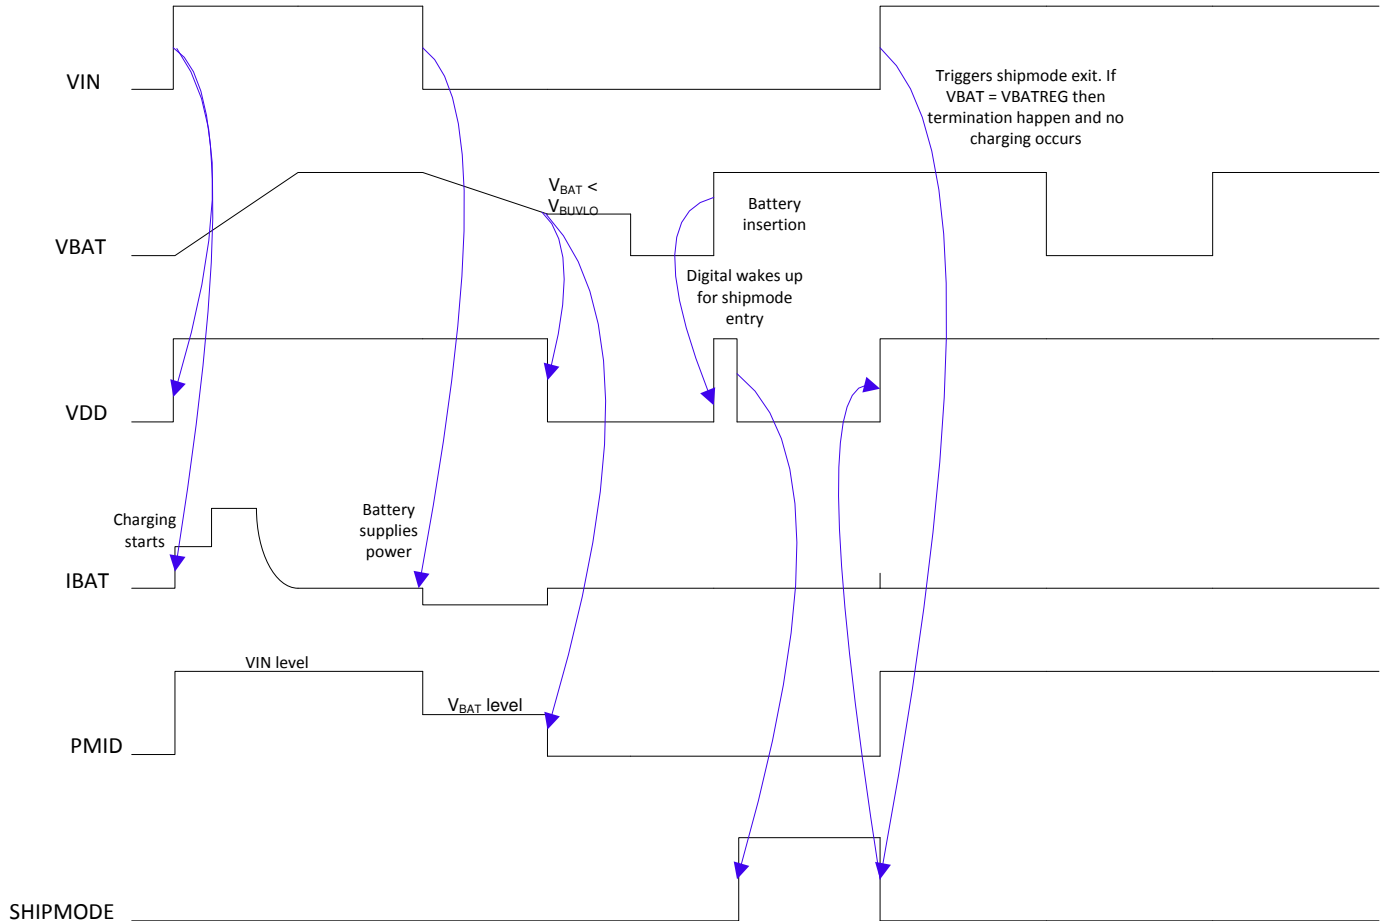 VIN
Triggers shipmode exit. If
VBAT = VBATREG then
termination happen and no
charging occurs
VBAT
VBAT <
VBUVLO
Battery
insertion
Digital wakes up
for shipmode
entry
VDD
Charging
starts
Battery
supplies
power
IBAT
VIN level
VBAT level
PMID
SHIPMODE